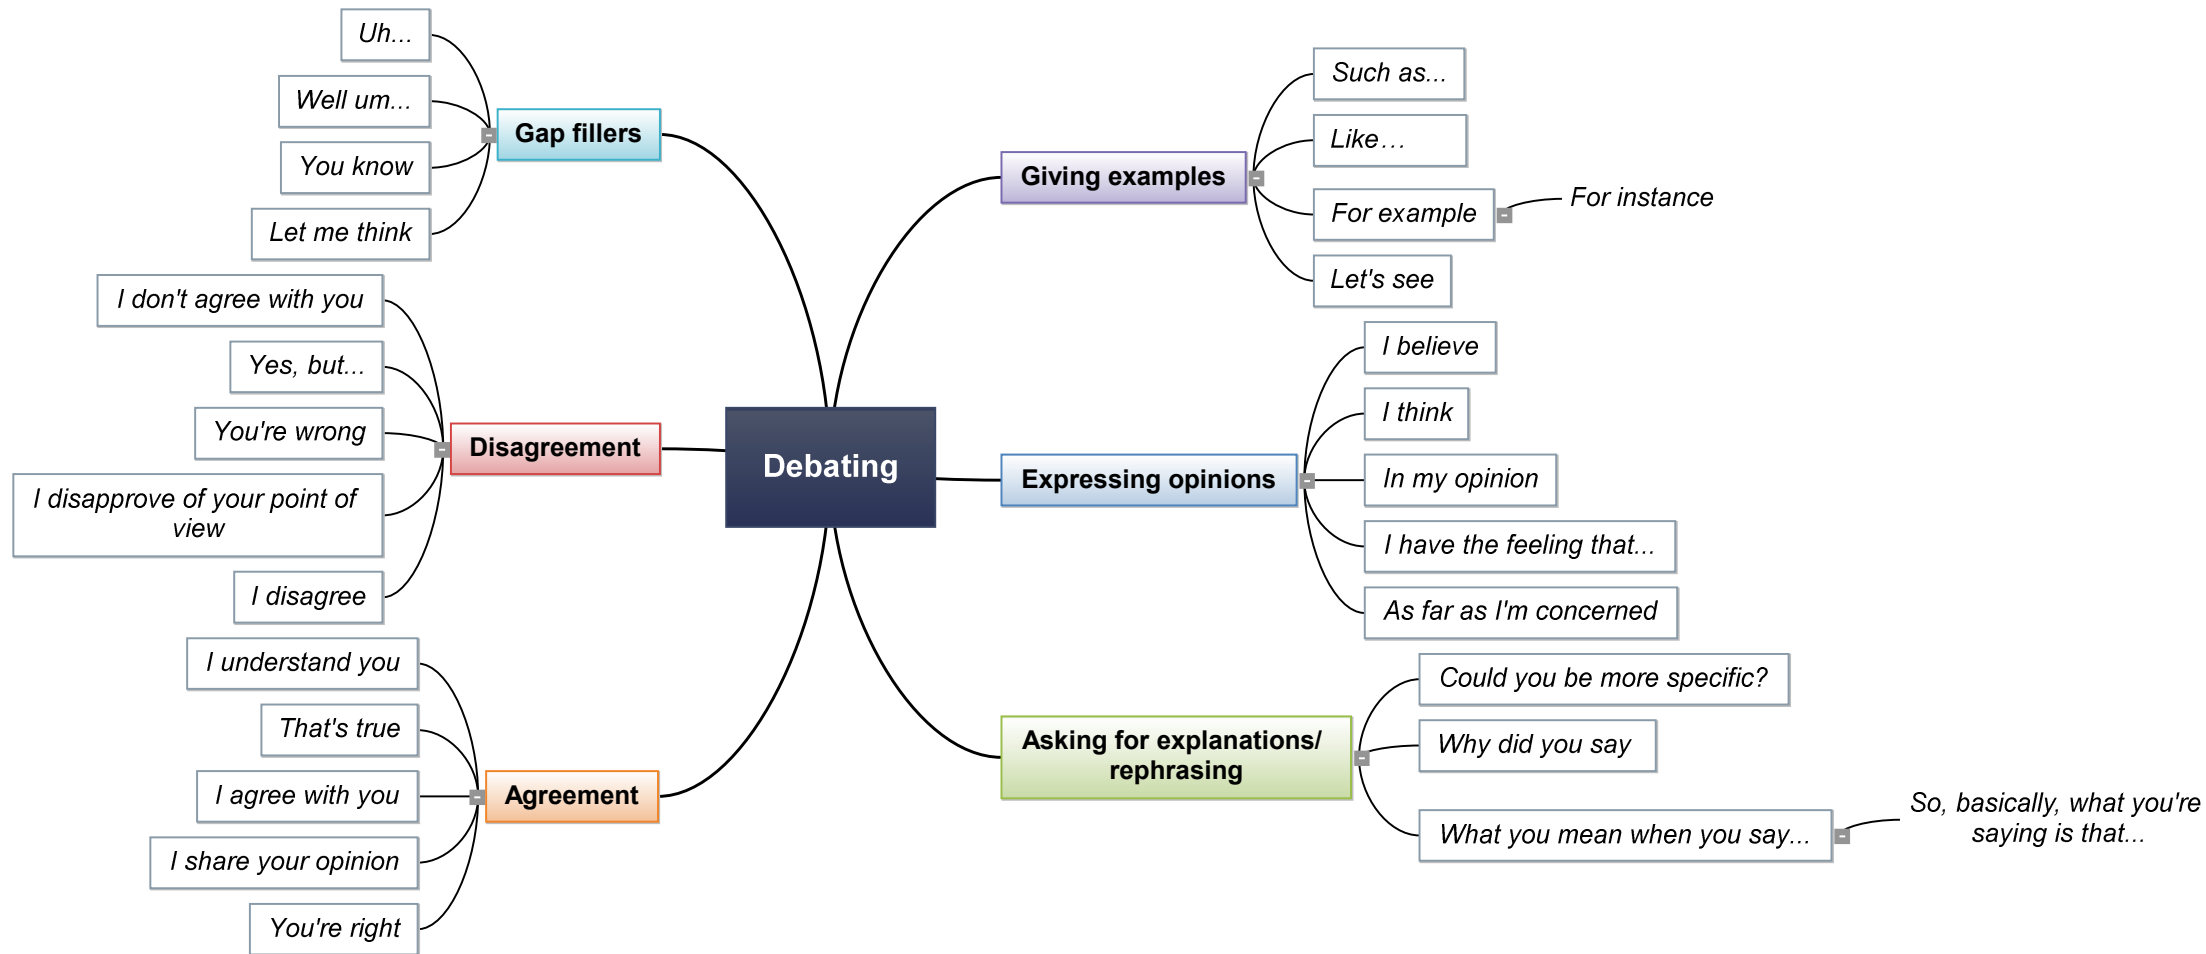 Uh...
Well um...
You know
Let me think
Gap fillers
I don't agree with you
Yes, but...
You're wrong
I disapprove of your point of
view
I disagree
Disagreement
I understand you
That's true
I agree with you
I share your opinion
You're right
Agreement
Debating
Giving examples
Such as...
Like…
For example
For instance
Let's see
Expressing opinions
I believe
I think
In my opinion
I have the feeling that...
As far as I'm concerned
Asking for explanations/
rephrasing
Could you be more specific?
Why did you say
What you mean when you say...
So, basically, what you're
saying is that...